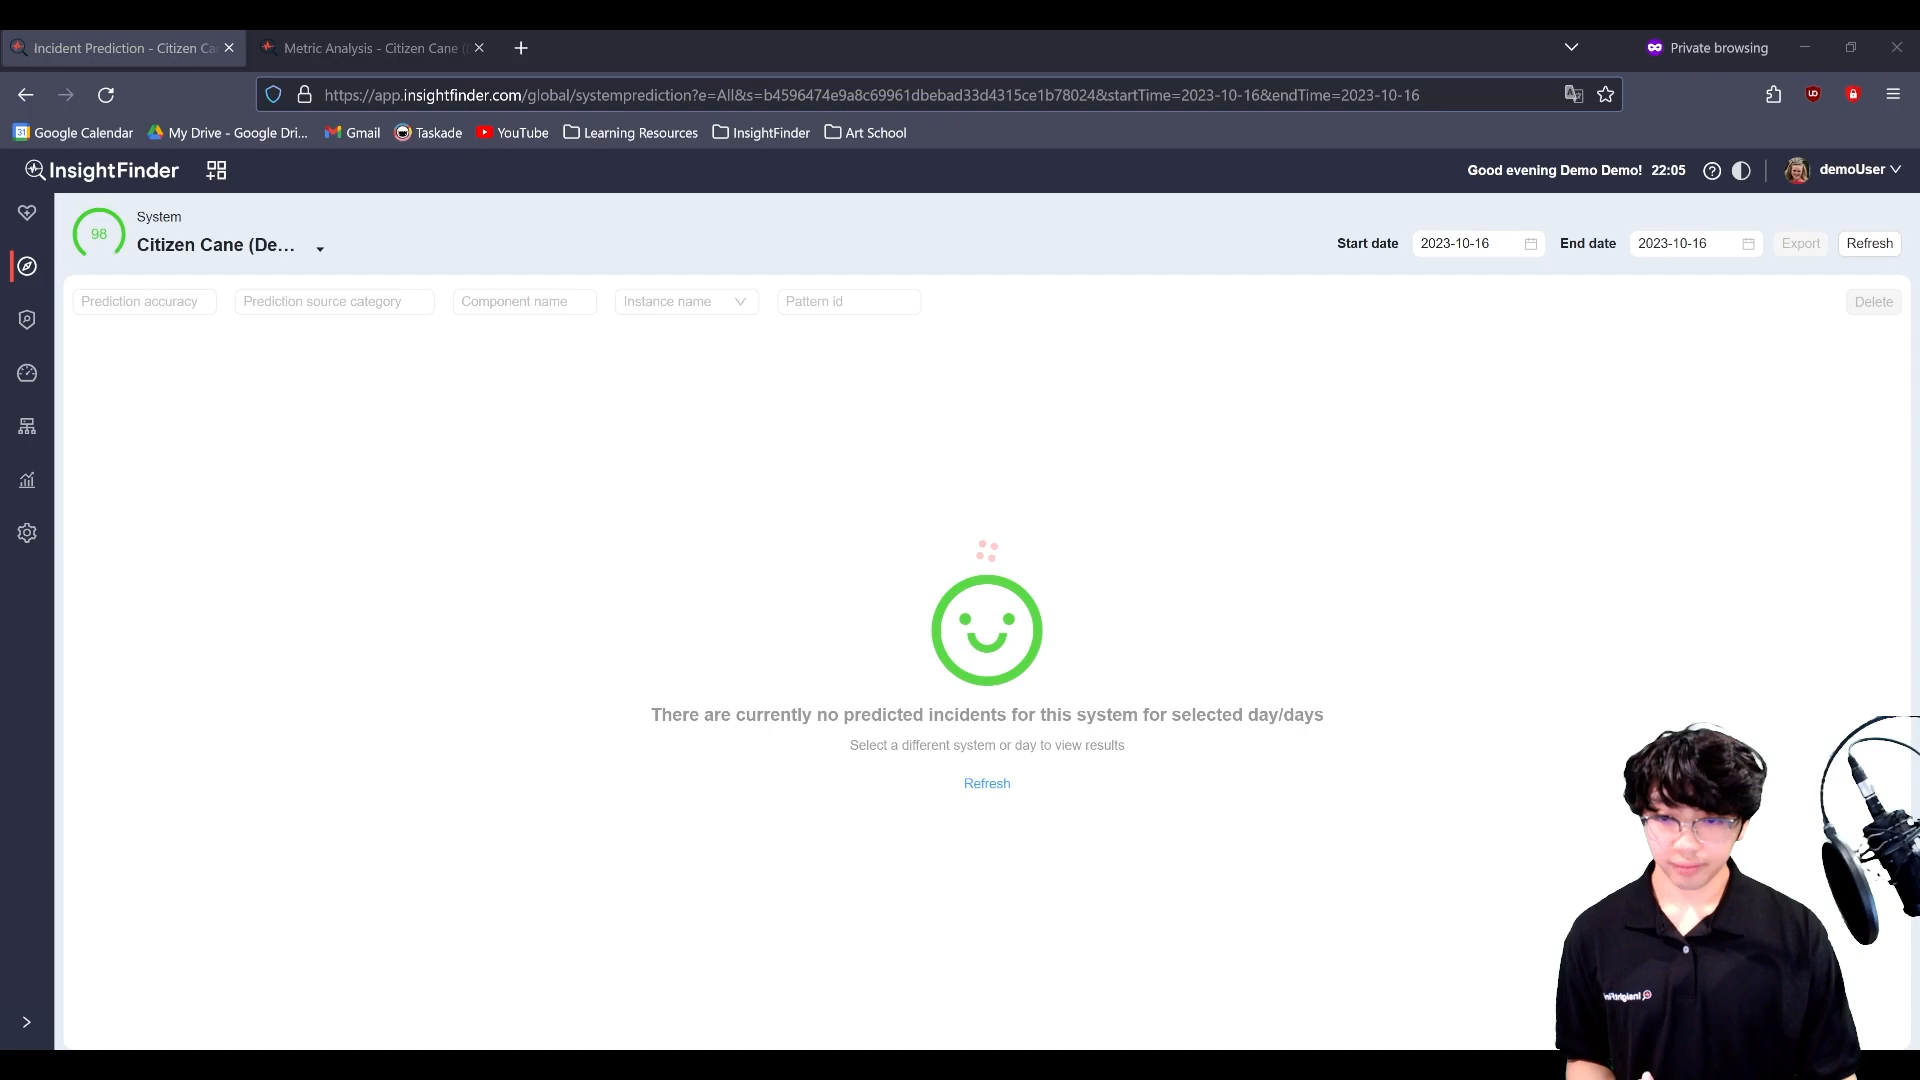 Incident Prediction - Citizen Ca
Metric Analysis - Citizen Cane (
Private browsing
https://app.insightfinder.com/global/systemprediction?e=All&s=b4596474e9a8c69961dbebad33d4315ce1b78024&startTime=2023-10-16&endTime=2023-10-16
31 Google Calendar My Drive - Google Dri... Gmail Taskade YouTube Learning Resources InsightFinder Art School
InsightFinder
Good evening Demo Demo! 22:05
demoUser
98
System
Citizen Cane (De...
Start date 2023-10-16 End date 2023-10-16 Export Refresh
Prediction accuracy Prediction source category Component name Instance name Pattern id Delete
There are currently no predicted incidents for this system for selected day/days
Select a different system or day to view results
Refresh